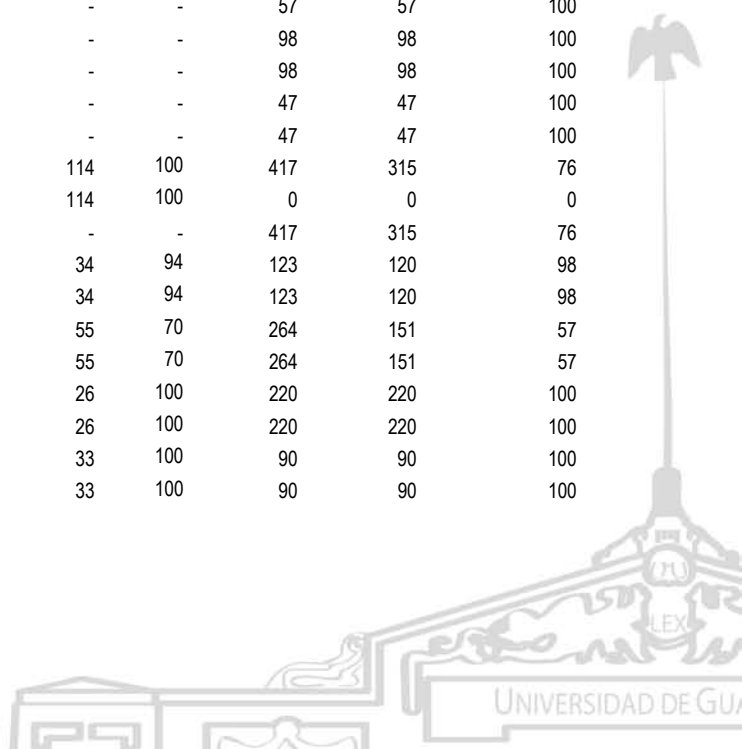 - - 57 57 100
- - 98 98 100
- - 98 98 100
- - 47 47 100
- - 47 47 100
114 100 417 315 76
114 100 0 0 0
- - 417 315 76
34 94 123 120 98
34 94 123 120 98
55 70 264 151 57
55 70 264 151 57
26 100 220 220 100
26 100 220 220 100
33 100 90 90 100
33 100 90 90 100
LEX
UNIVERSIDAD DE GUA